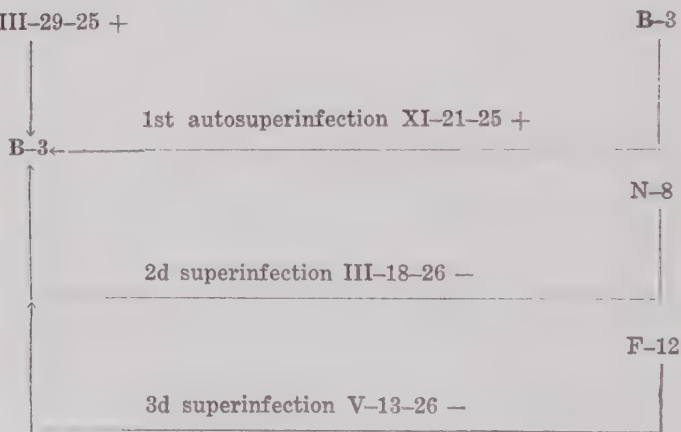 III–29–25 + B–3
1st autosuperinfection XI–21–25 +
B–3
N–8
2d superinfection III–18–26 —
F–12
3d superinfection V–13–26 —